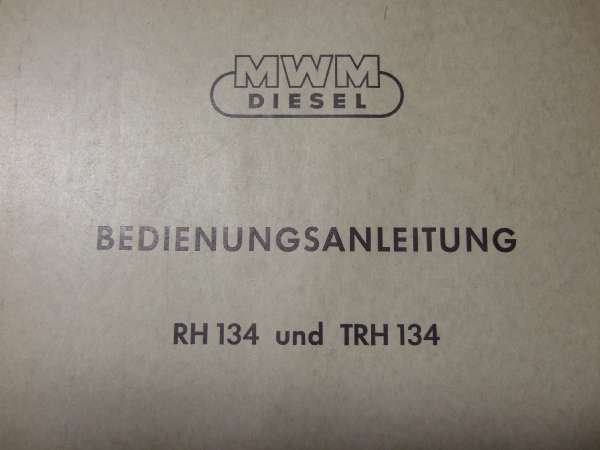 MWM
DIESEL
BEDIENUNGSANLEITUNG
RH 134 und TRH 134